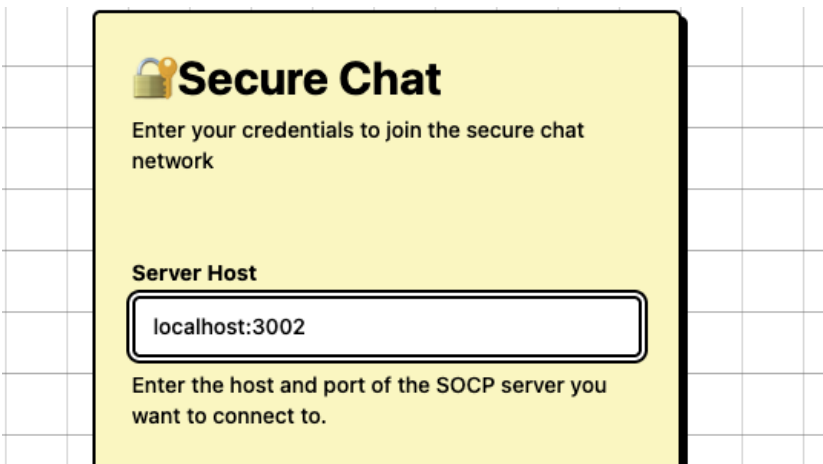 Secure Chat
Enter your credentials to join the secure chat
network
Server Host
localhost:3002
Enter the host and port of the SOCP server you
want to connect to.